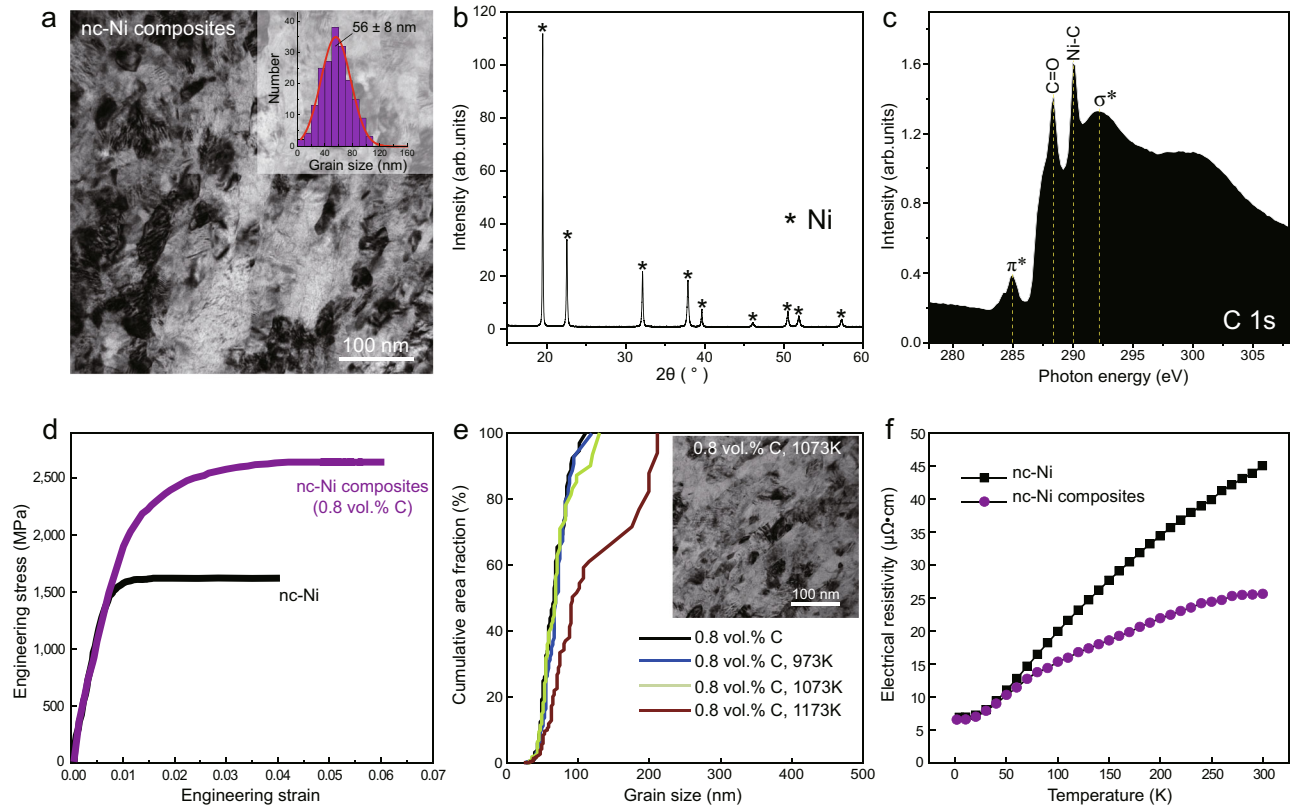 a
nc-Ni composites
56 ± 8 nm
Number
40
30
20
10
0
0 40 80 120 160
Grain size (nm)
100 nm
b
Intensity (arb.units)
120
100
80
60
40
20
0
* * * * * * * * *
* Ni
20 30 40 50 60
2θ ( ° )
c
Intensity (arb.units)
1.6
1.2
0.8
0.4
0.0
π*
C=O
Ni-C
σ*
C 1s
280 285 290 295 300 305
Photon energy (eV)
d
Engineering stress (MPa)
2,500
2,000
1,500
1,000
500
0
nc-Ni composites
(0.8 vol.% C)
nc-Ni
0.00 0.01 0.02 0.03 0.04 0.05 0.06 0.07
Engineering strain
e
Cumulative area fraction (%)
100
80
60
40
20
0
0.8 vol.% C, 1073K
100 nm
0.8 vol.% C
0.8 vol.% C, 973K
0.8 vol.% C, 1073K
0.8 vol.% C, 1173K
0 100 200 300 400 500
Grain size (nm)
f
Electrical resistivity (μΩ•cm)
50
45
40
35
30
25
20
15
10
5
0
nc-Ni
nc-Ni composites
0 50 100 150 200 250 300
Temperature (K)